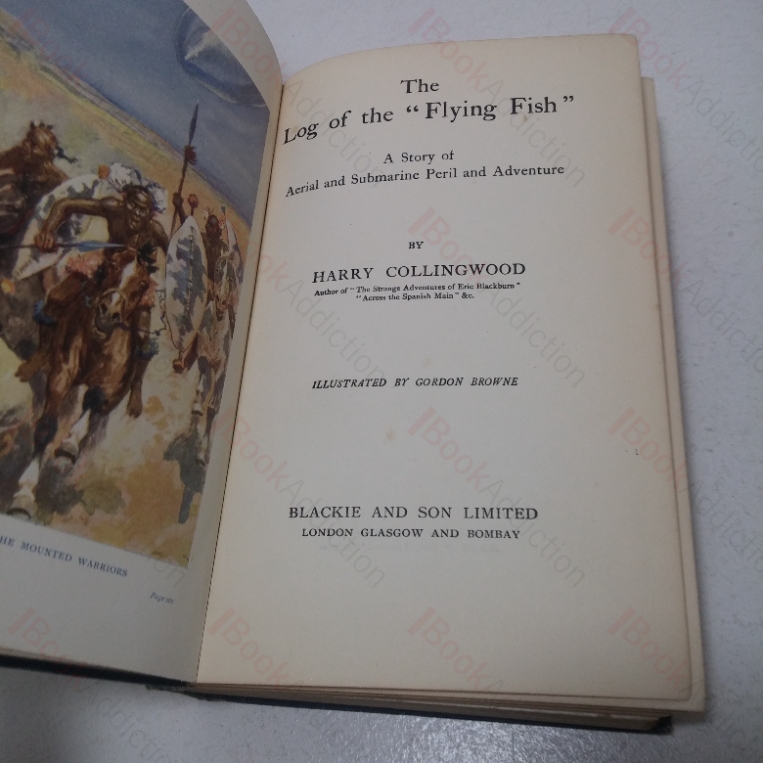 The
Log of the "Flying Fish"
A Story of
Aerial and Submarine Peril and Adventure
BY
HARRY COLLINGWOOD
Author of "The Strange Adventures of Eric Blackburn"
"Across the Spanish Main" &c.
ILLUSTRATED BY GORDON BROWNE
BLACKIE AND SON LIMITED
LONDON GLASGOW AND BOMBAY
MOUNTED WARRIORS
Page
BookAddiction